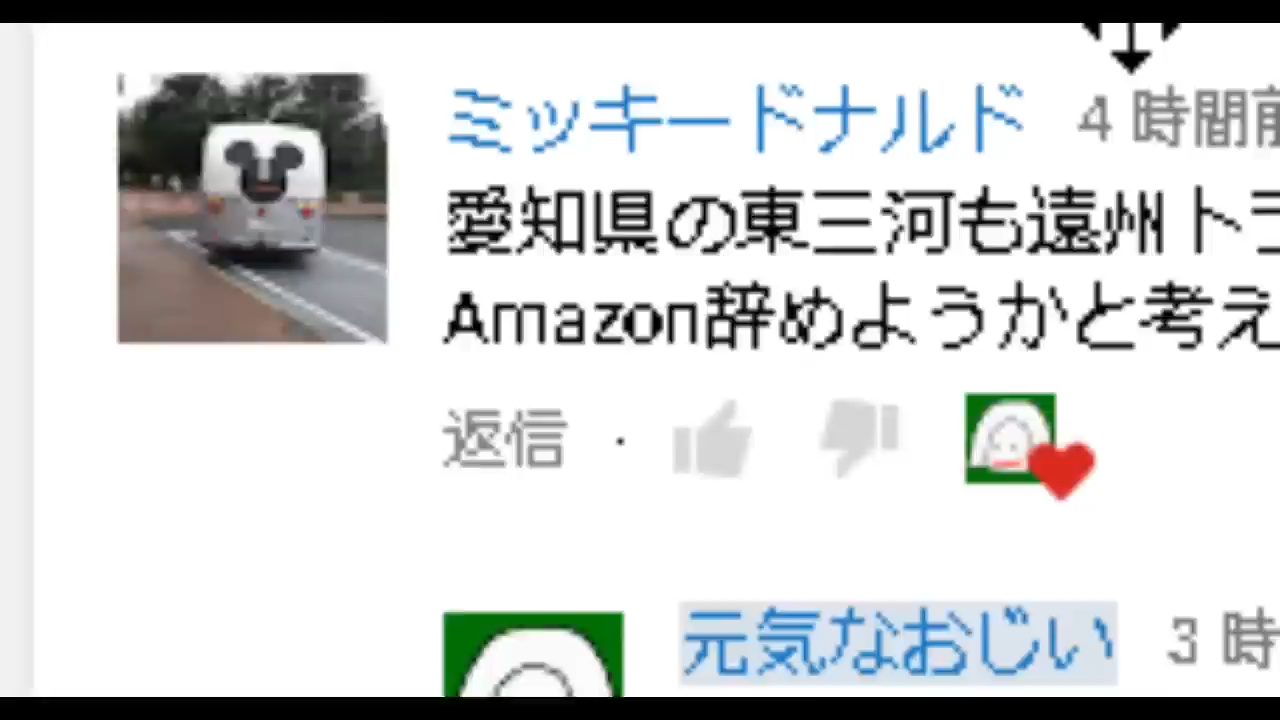 ミッキードナルド 4 時間前
愛知県の東三河も遠州トラ
Amazon辞めようかと考え
返信 ·
元気なおじい 3 時